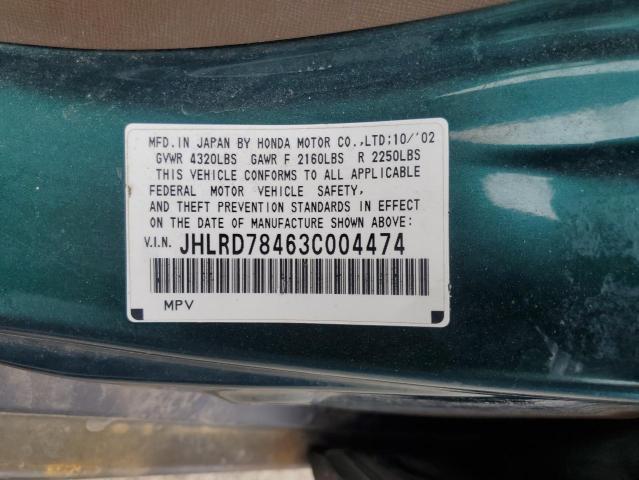 MFD.IN JAPAN BY HONDA MOTOR CO.,LTD;10/'02
GVWR 4320LBS GAWR F 2160LBS R 2250LBS
THIS VEHICLE CONFORMS TO ALL APPLICABLE
FEDERAL MOTOR VEHICLE SAFETY,
AND THEFT PREVENTION STANDARDS IN EFFECT
ON THE DATE OF MANUFACTURE SHOWN ABOVE:
V.I.N. JHLRD78463C004474
MPV